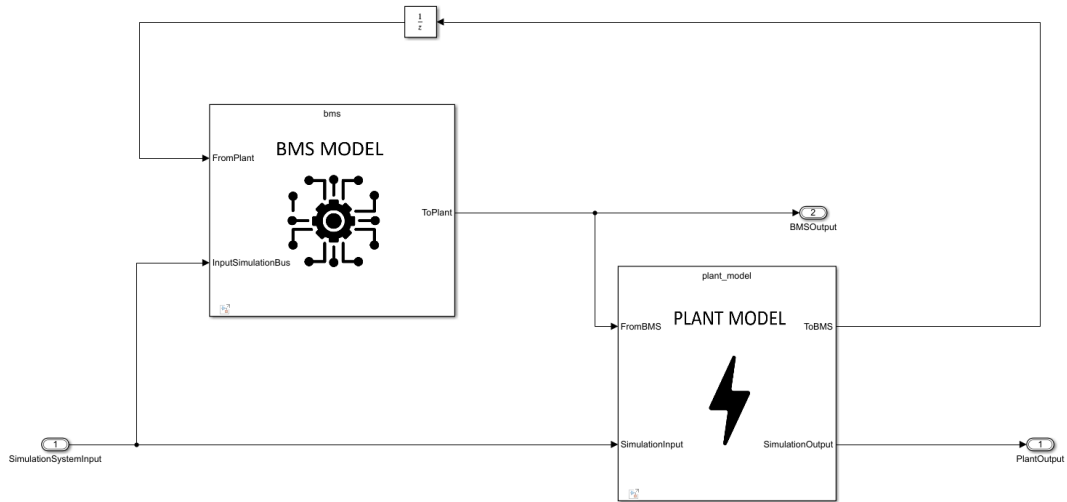 1
z
bms
BMS MODEL
FromPlant
ToPlant
InputSimulationBus
2
BMSOutput
plant_model
PLANT MODEL
FromBMS
ToBMS
SimulationInput
SimulationOutput
1
SimulationSystemInput
1
PlantOutput